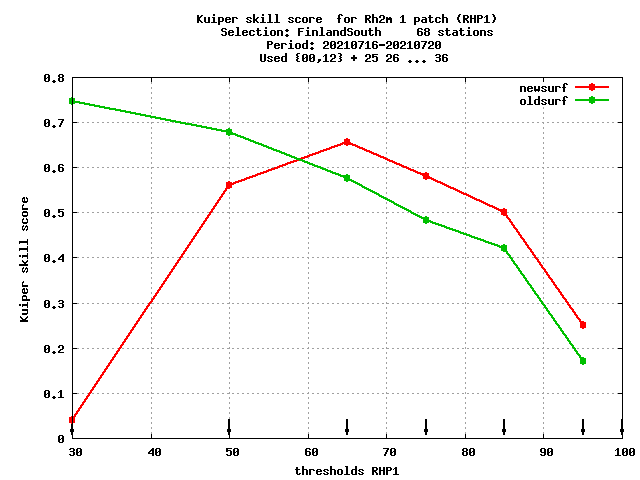 Kuiper skill score  for Rh2m 1 patch (RHP1)
Selection: FinlandSouth     68 stations
Period: 20210716-20210720
Used {00,12} + 25 26 ... 36
newsurf
oldsurf
0,8
0,7
0,6
0,5
0,4
0,3
0,2
0,1
0
Kuiper skill score
30 40 50 60 70 80 90 100
thresholds RHP1